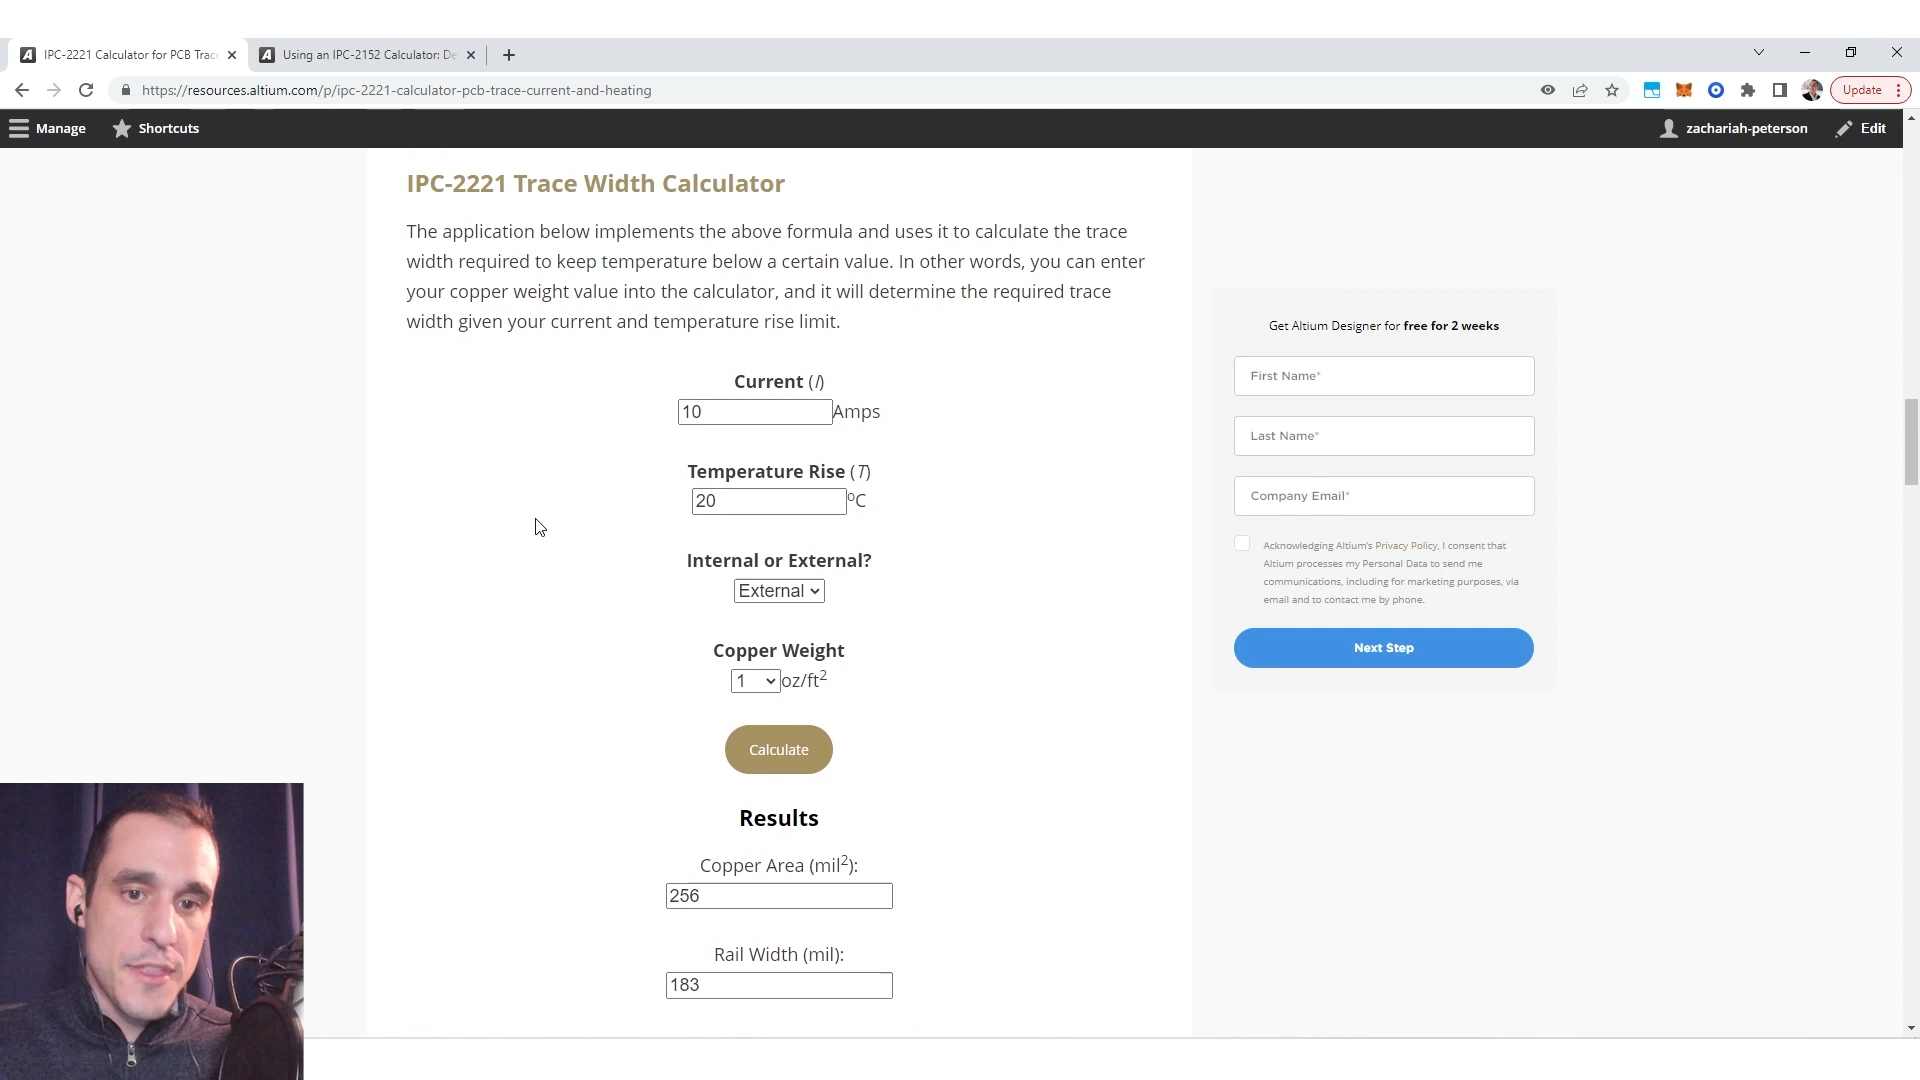 IPC-2221 Calculator for PCB Trac
Using an IPC-2152 Calculator: De
https://resources.altium.com/p/ipc-2221-calculator-pcb-trace-current-and-heating
Update
Manage
Shortcuts
zachariah-peterson
Edit
IPC-2221 Trace Width Calculator
The application below implements the above formula and uses it to calculate the trace
width required to keep temperature below a certain value. In other words, you can enter
your copper weight value into the calculator, and it will determine the required trace
width given your current and temperature rise limit.
Current (I)
10 Amps
Temperature Rise (T)
20 ºC
Internal or External?
External
Copper Weight
1 oz/ft²
Calculate
Results
Copper Area (mil²):
256
Rail Width (mil):
183
Get Altium Designer for free for 2 weeks
First Name*
Last Name*
Company Email*
Acknowledging Altium's Privacy Policy, I consent that
Altium processes my Personal Data to send me
communications, including for marketing purposes, via
email and to contact me by phone.
Next Step